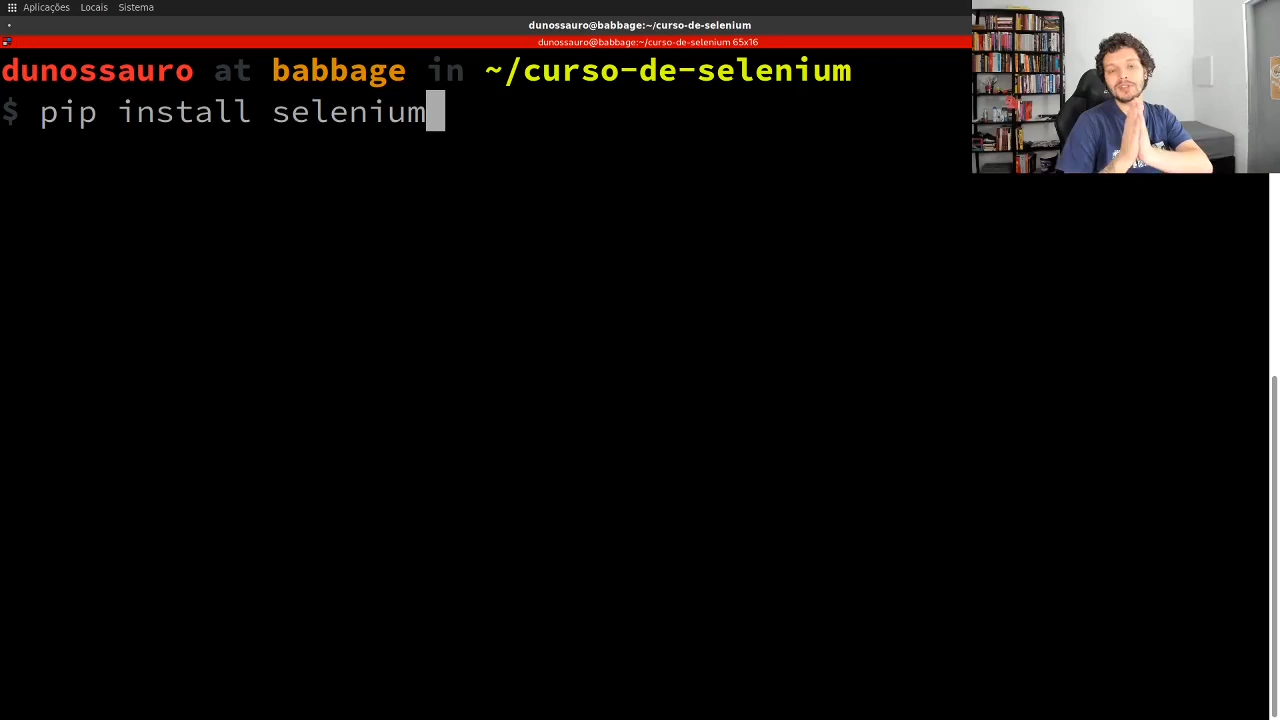 Aplicações Locais Sistema
dunossauro@babbage:~/curso-de-selenium
dunossauro@babbage:~/curso-de-selenium 65x16
dunossauro at babbage in ~/curso-de-selenium
$ pip install selenium